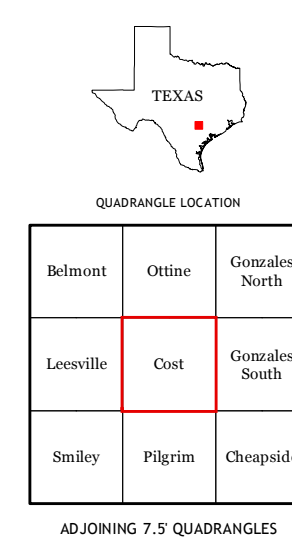 TEXAS
QUADRANGLE LOCATION
Belmont
Ottine
Gonzales
North
Leesville
Cost
Gonzales
South
Smiley
Pilgrim
Cheapside
ADJOINING 7.5' QUADRANGLES